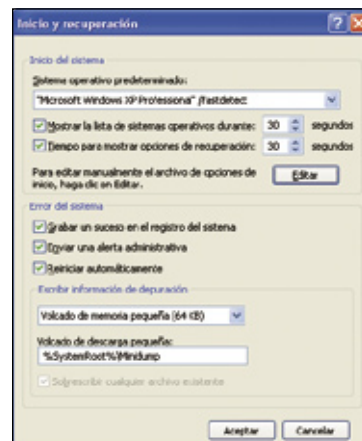 Inicio y recuperación
Inicio del sistema
Sistema operativo predeterminado:
"Microsoft Windows XP Professional" /fastdetect
Mostrar la lista de sistemas operativos durante: 30 segundos
Tiempo para mostrar opciones de recuperación: 30 segundos
Para editar manualmente el archivo de opciones de
inicio, haga clic en Editar.
Editar
Error del sistema
Grabar un suceso en el registro del sistema
Enviar una alerta administrativa
Reiniciar automáticamente
Escribir información de depuración
Volcado de memoria pequeña (64 KB)
Volcado de descarga pequeña:
%SystemRoot%\Minidump
Sobrescribir cualquier archivo existente
Aceptar
Cancelar